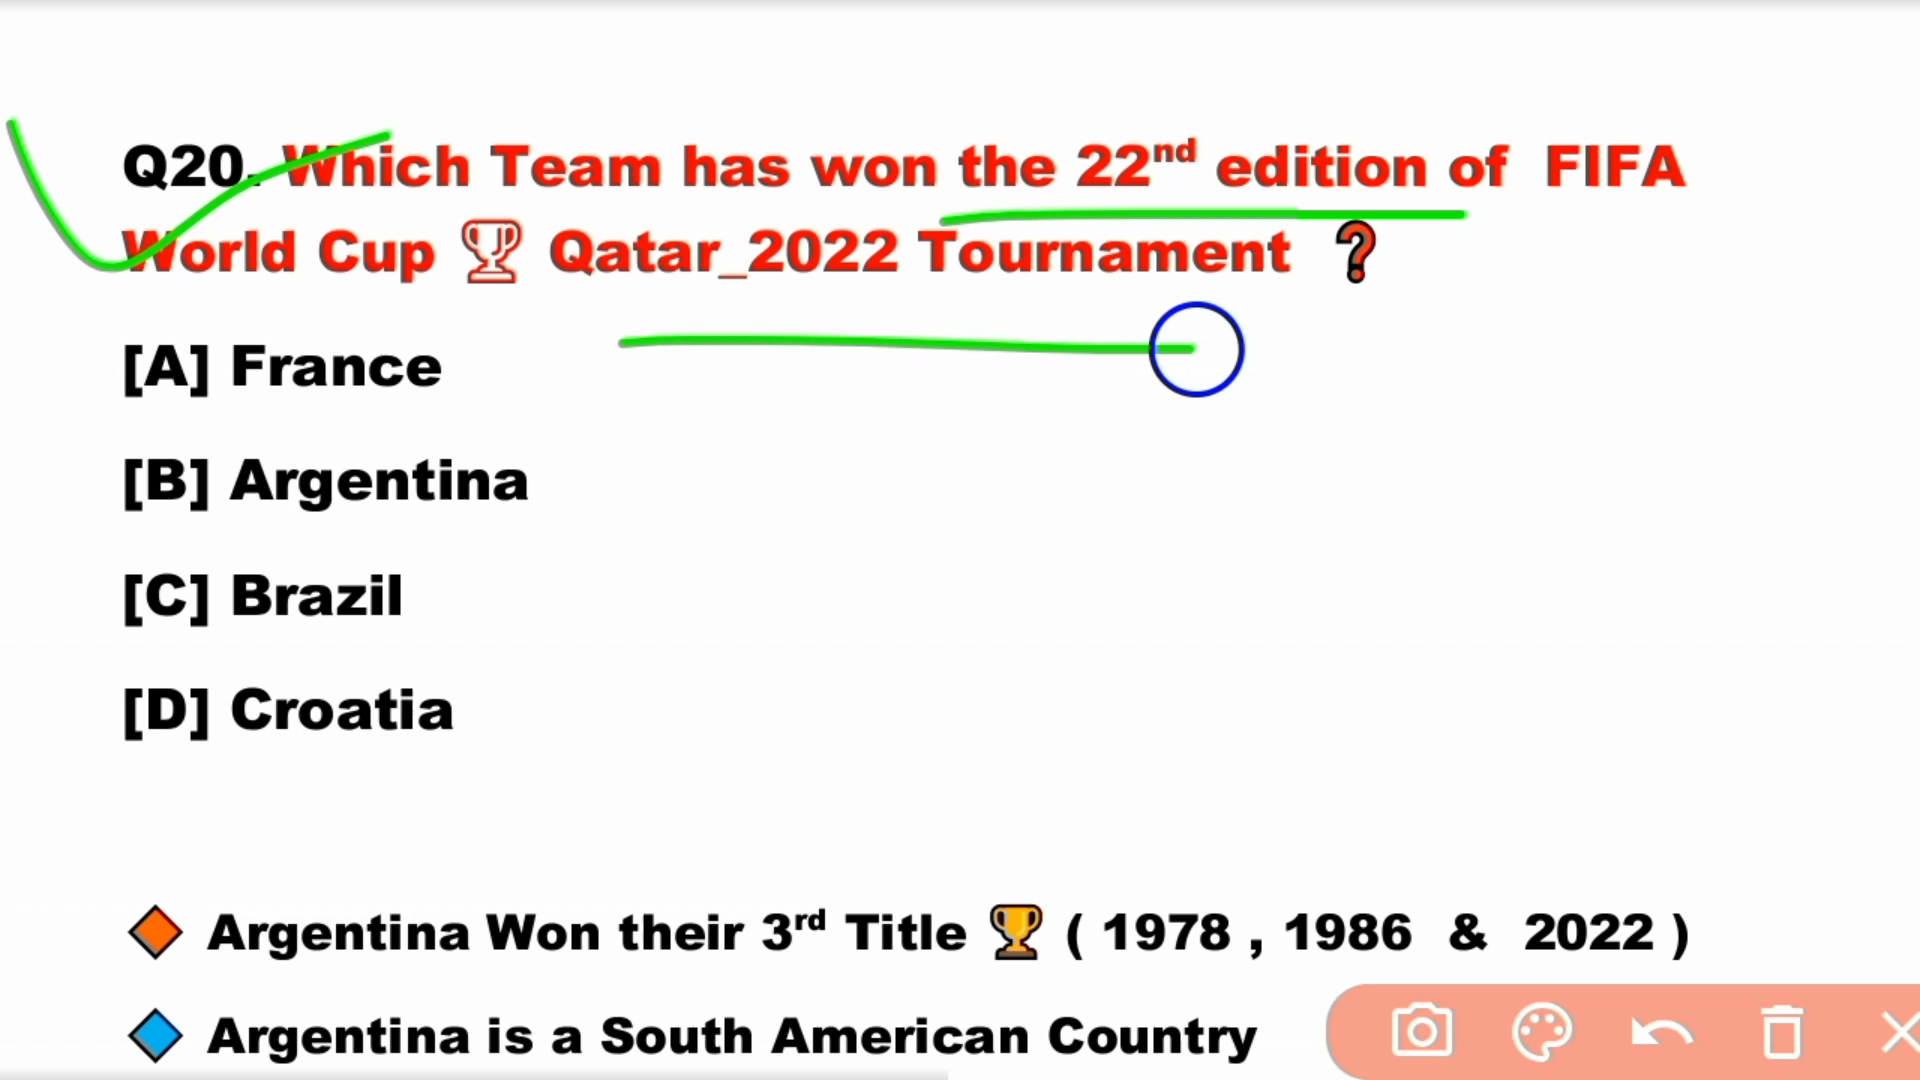 Q20. Which Team has won the 22nd edition of FIFA
World Cup 🏆 Qatar_2022 Tournament ❓
[A] France
[B] Argentina
[C] Brazil
[D] Croatia
🔶 Argentina Won their 3rd Title 🏆 ( 1978 , 1986 & 2022 )
🔷 Argentina is a South American Country